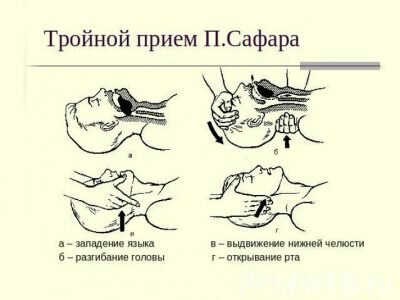 Тройной прием П.Сафара
а
б
в
г
а – западение языка
в – выдвижение нижней челюсти
б – разгибание головы
г – открывание рта